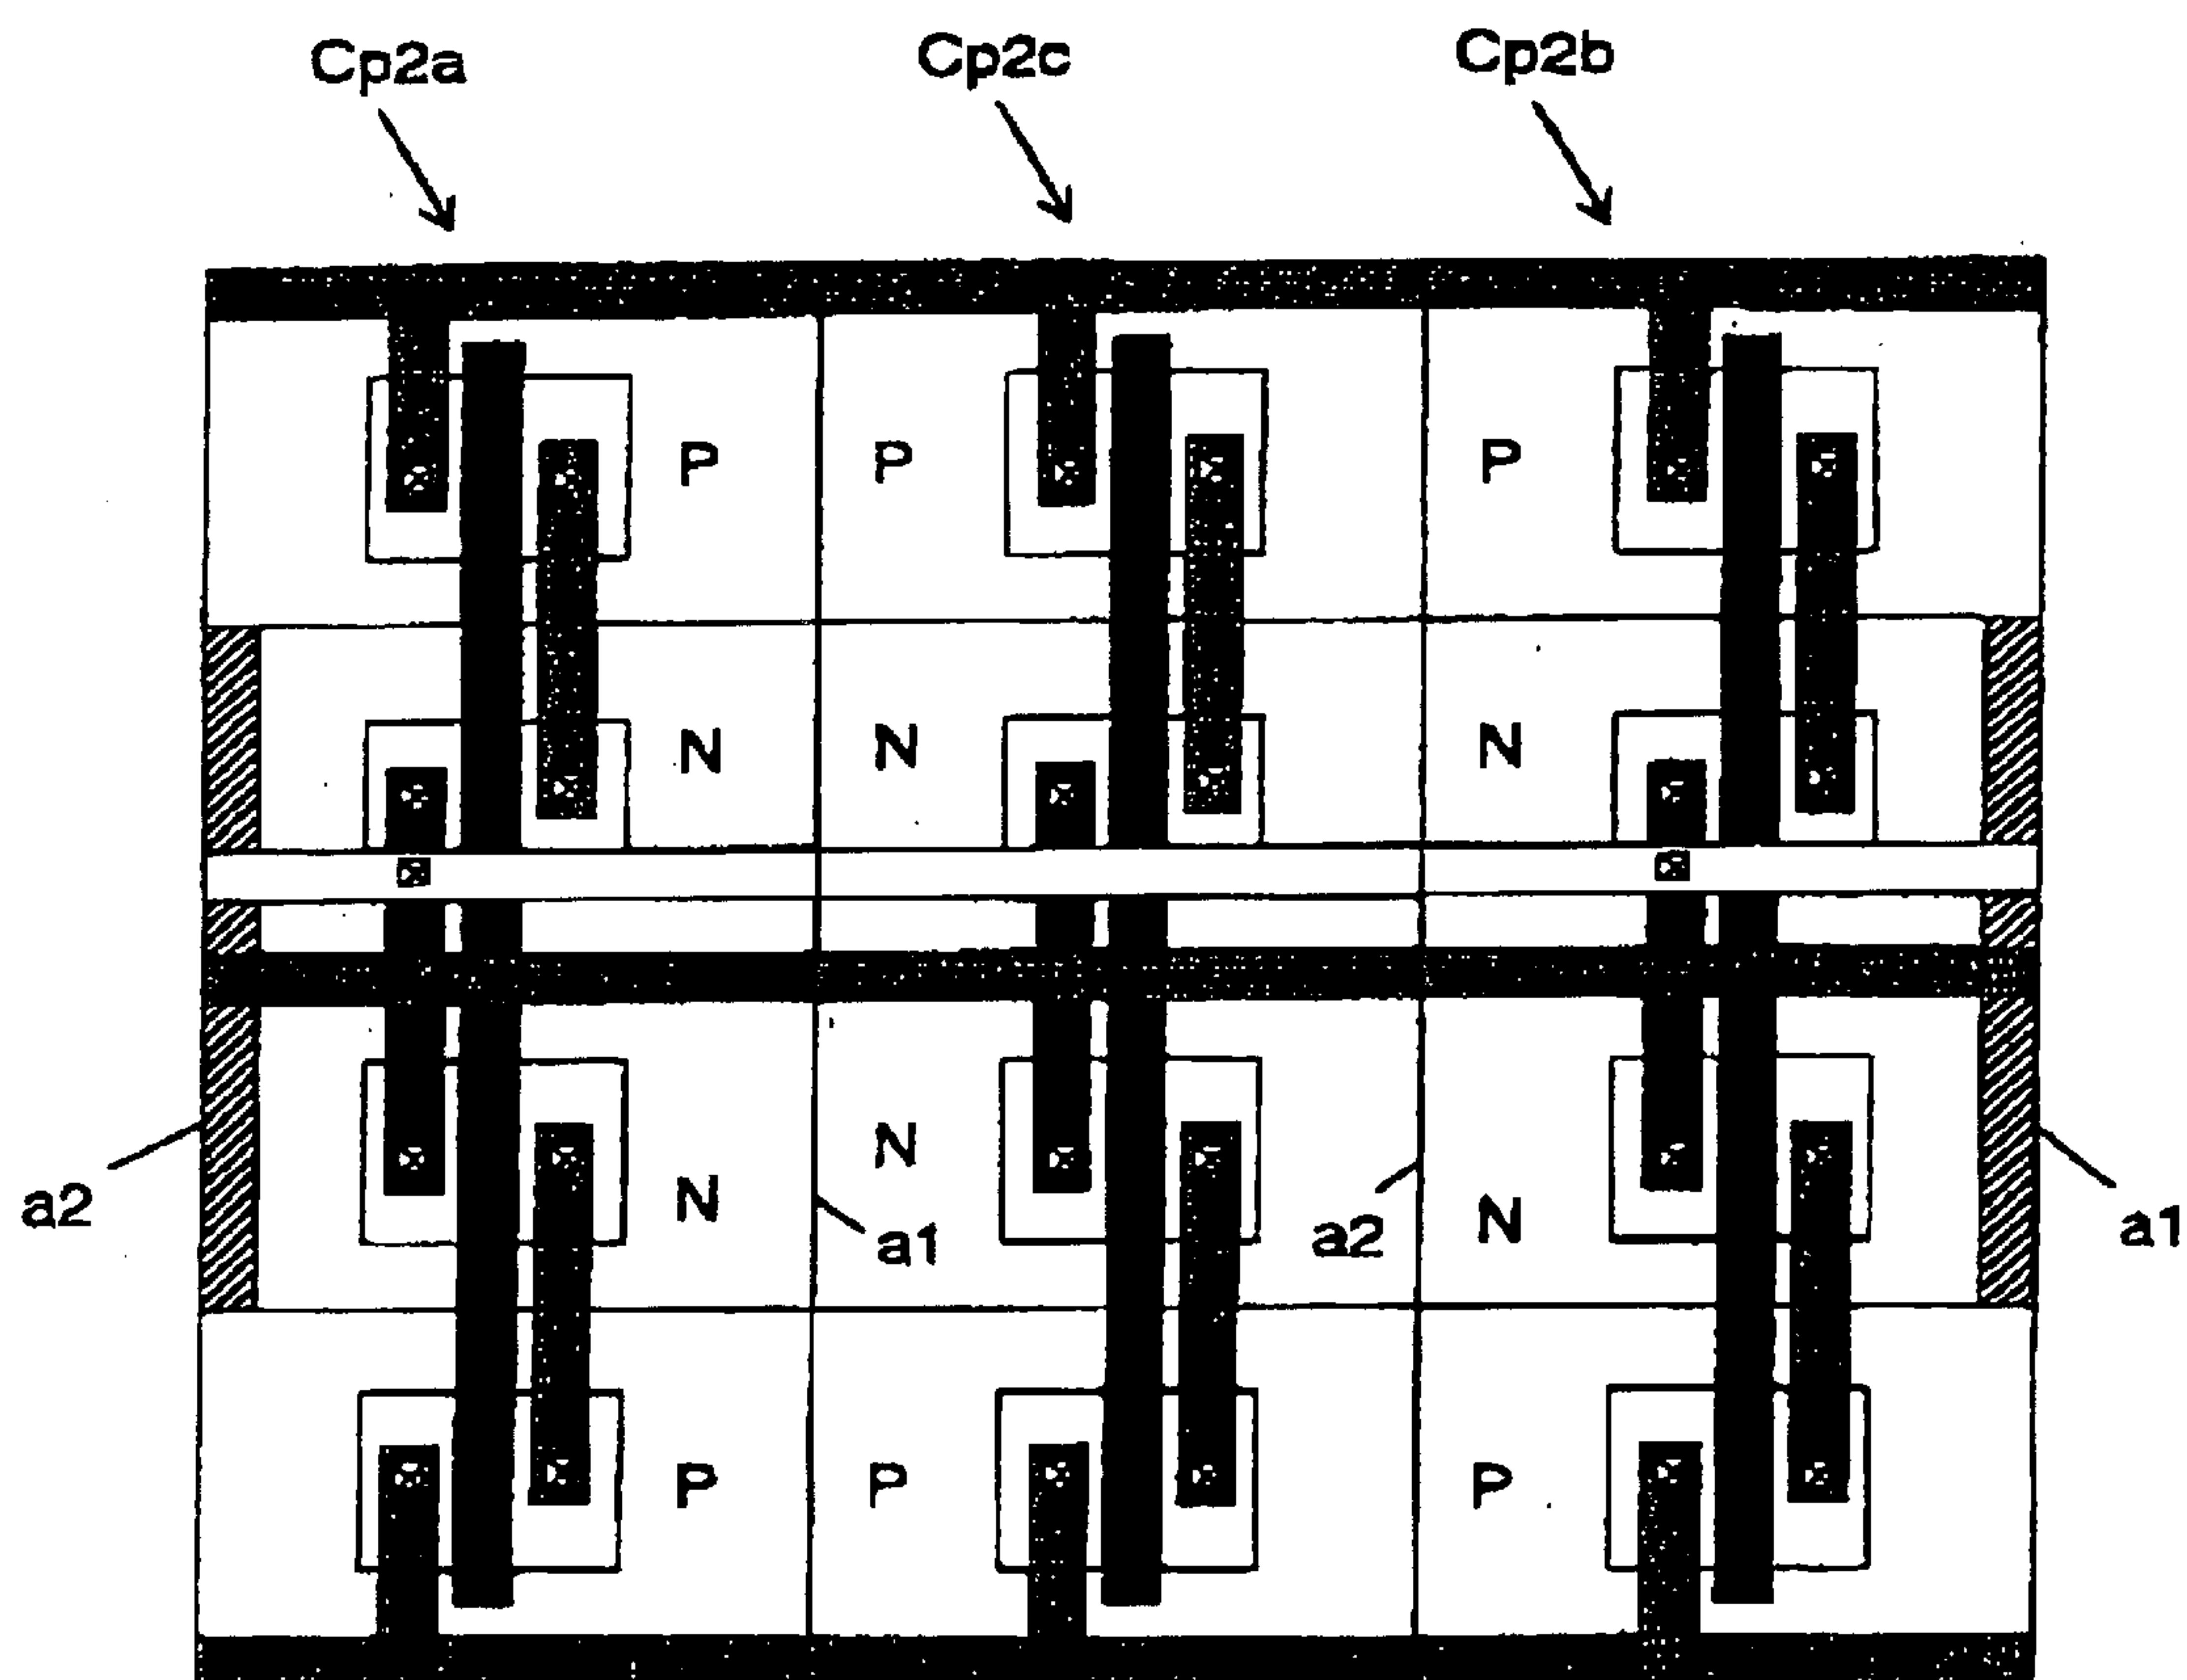 Cp2a Cp2c Cp2b
P P P
N N N
N
a2 N a1 a2 N a1
P P P